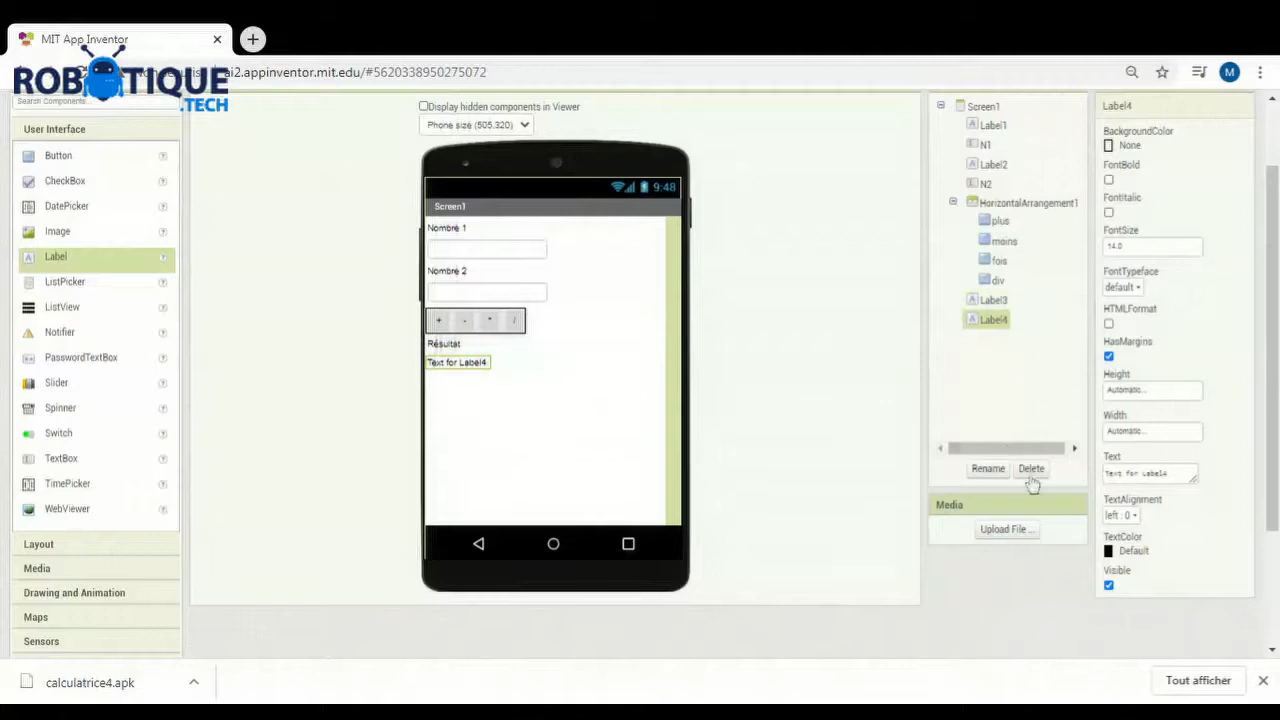 MIT App Inventor
ROBOTIQUE
.TECH
ai2.appinventor.mit.edu/#5620338950275072
M
Search Components...
User Interface
Button
CheckBox
DatePicker
Image
Label
ListPicker
ListView
Notifier
PasswordTextBox
Slider
Spinner
Switch
TextBox
TimePicker
WebViewer
Layout
Media
Drawing and Animation
Maps
Sensors
Display hidden components in Viewer
Phone size (505,320)
9:48
Screen1
Nombre 1
Nombre 2
+ - * /
Résultat
Text for Label4
Screen1
Label1
N1
Label2
N2
HorizontalArrangement1
plus
moins
fois
div
Label3
Label4
Rename Delete
Media
Upload File ...
Label4
BackgroundColor
None
FontBold
FontItalic
FontSize
14.0
FontTypeface
default
HTMLFormat
HasMargins
Height
Automatic...
Width
Automatic...
Text
Text for Label4
TextAlignment
left : 0
TextColor
Default
Visible
calculatrice4.apk
Tout afficher